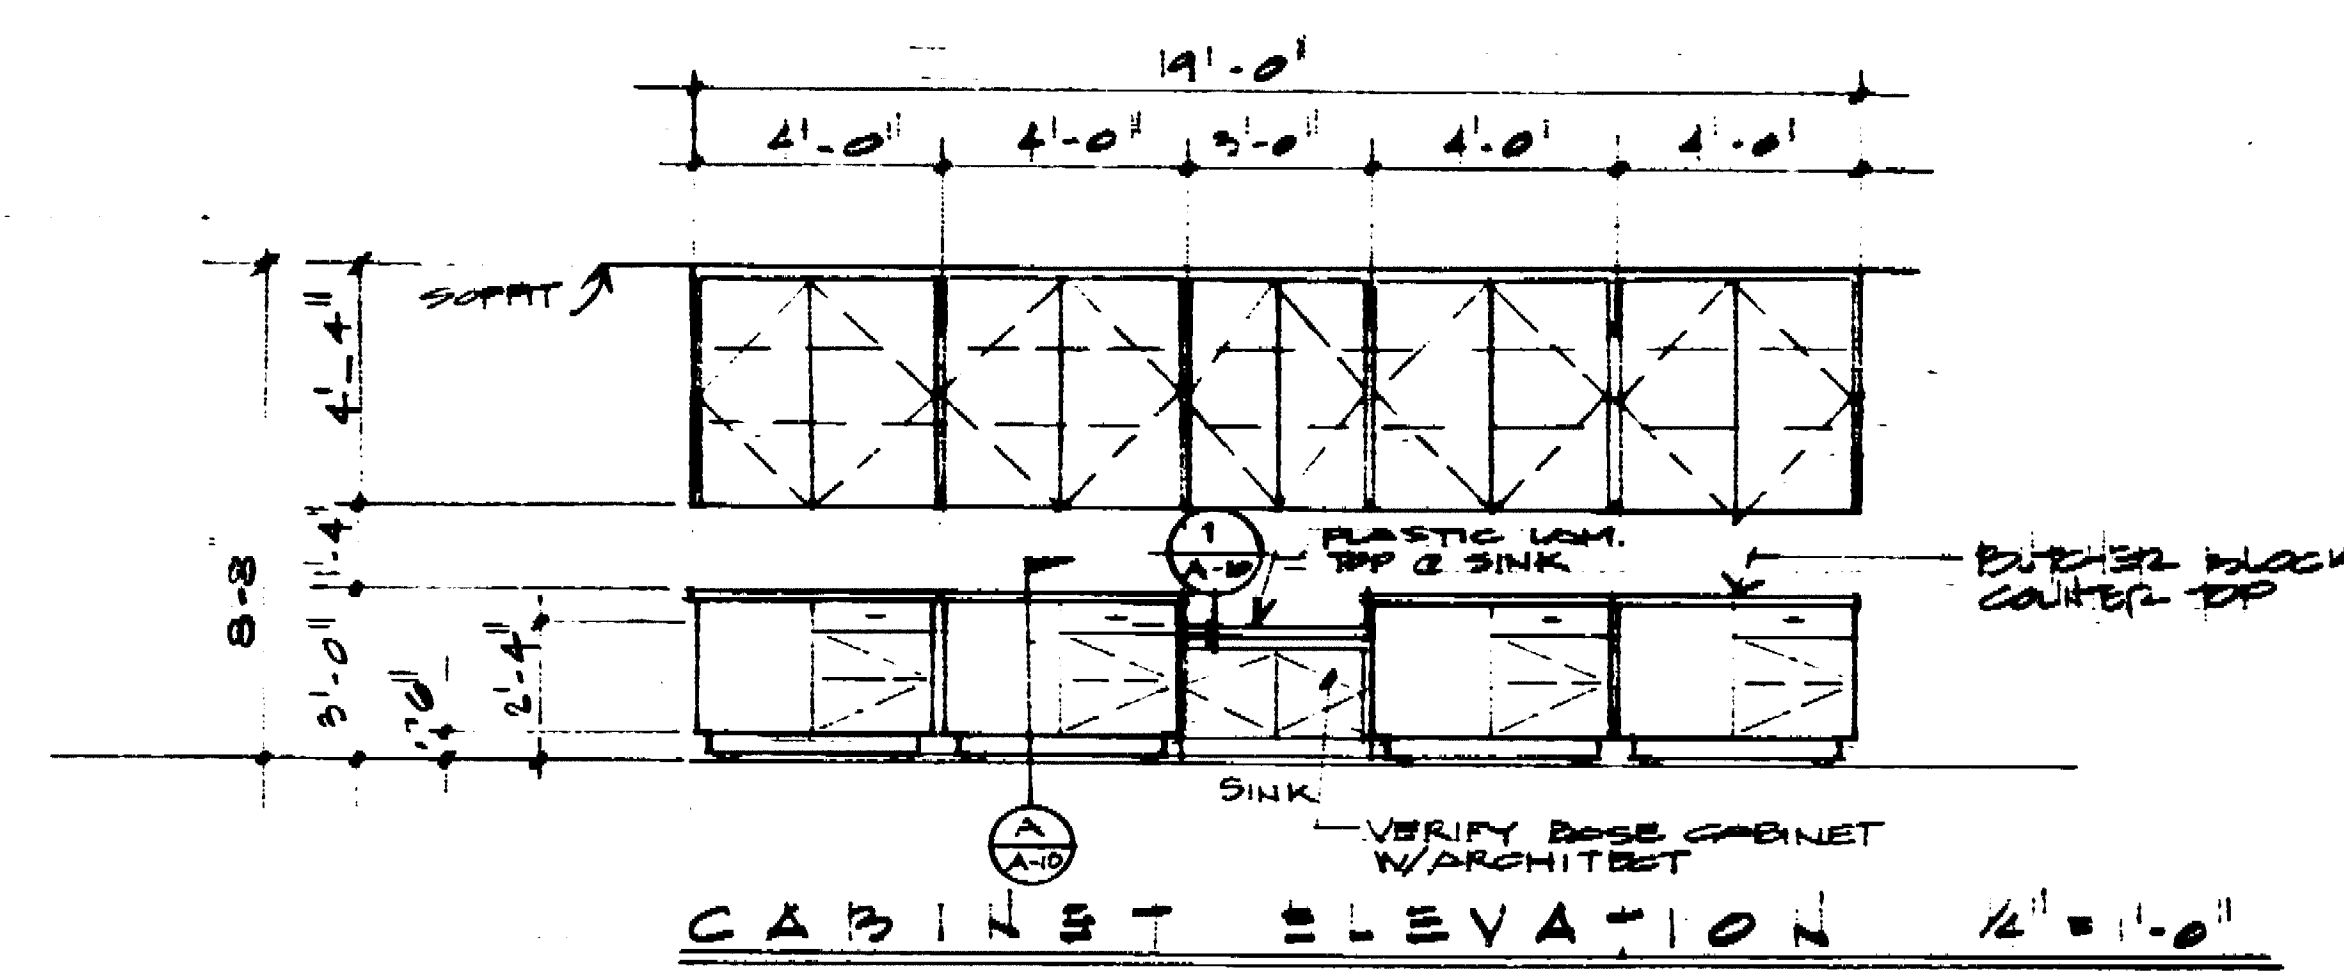 19'-0"
4'-0" 4'-0" 3'-0" 4'-0" 4'-0"
SOFFIT
4'-4"
1'-4"
8-8
3'-0"
2'-4"
1
A-10
PLASTIC LAM.
TOP @ SINK
BUTCHER BLOCK
COUNTER TOP
SINK
A
A-10
VERIFY BASE CABINET
W/ARCHITECT
CABINET ELEVATION 1/4" = 1'-0"